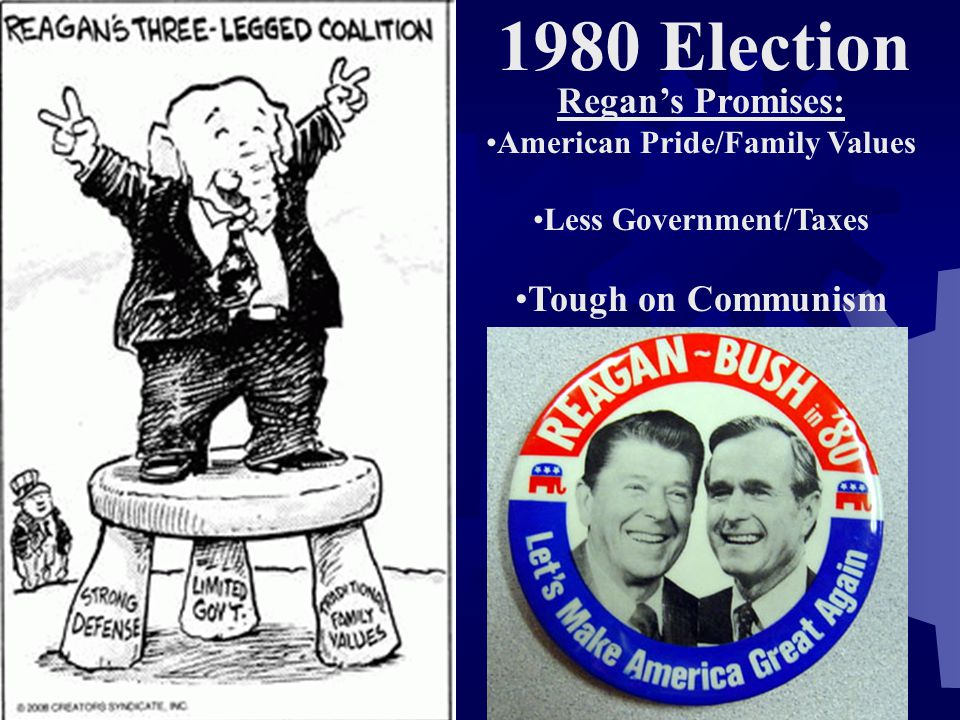 REAGAN'S THREE-LEGGED COALITION
STRONG
DEFENSE
LIMITED
GOV'T.
TRADITIONAL
FAMILY
VALUES
© 2008 CREATORS SYNDICATE, INC.
1980 Election
Regan’s Promises:
•American Pride/Family Values
•Less Government/Taxes
•Tough on Communism
REAGAN~BUSH in '80
Let's Make America Great Again